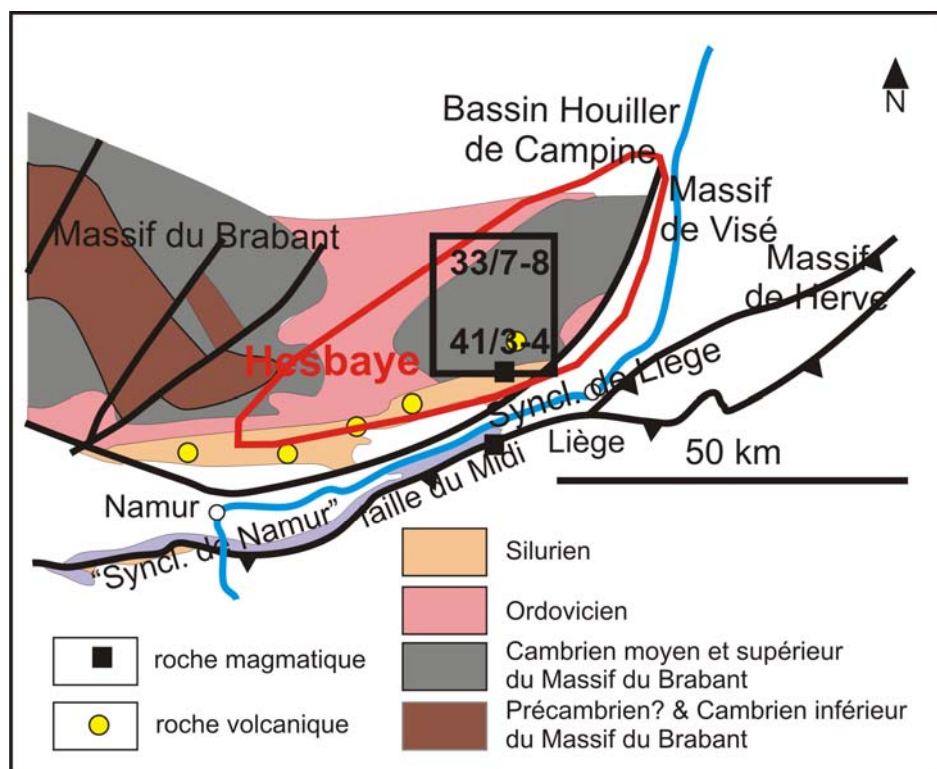 Bassin Houiller
de Campine
N
Massif
de Visé
Massif du Brabant
33/7-8
Massif
de Herve
41/3-4
Hesbaye
Syncl. de Liège
Liège
50 km
Namur
Faille du Midi
“Syncl. de Namur”
Silurien
Ordovicien
roche magmatique
Cambrien moyen et supérieur
du Massif du Brabant
roche volcanique
Précambrien? & Cambrien inférieur
du Massif du Brabant